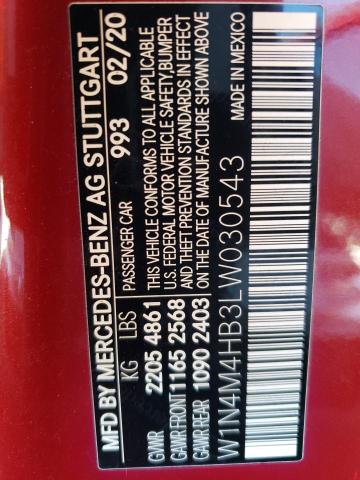 MFD BY MERCEDES-BENZ AG STUTTGART
993 02/20
KG LBS PASSENGER CAR
GVWR 2205 4861 THIS VEHICLE CONFORMS TO ALL APPLICABLE
GAWR FRONT 1165 2568 U.S. FEDERAL MOTOR VEHICLE SAFETY, BUMPER
GAWR REAR 1090 2403 AND THEFT PREVENTION STANDARDS IN EFFECT
ON THE DATE OF MANUFACTURE SHOWN ABOVE
W1N4M4HB3LW030543 MADE IN MEXICO